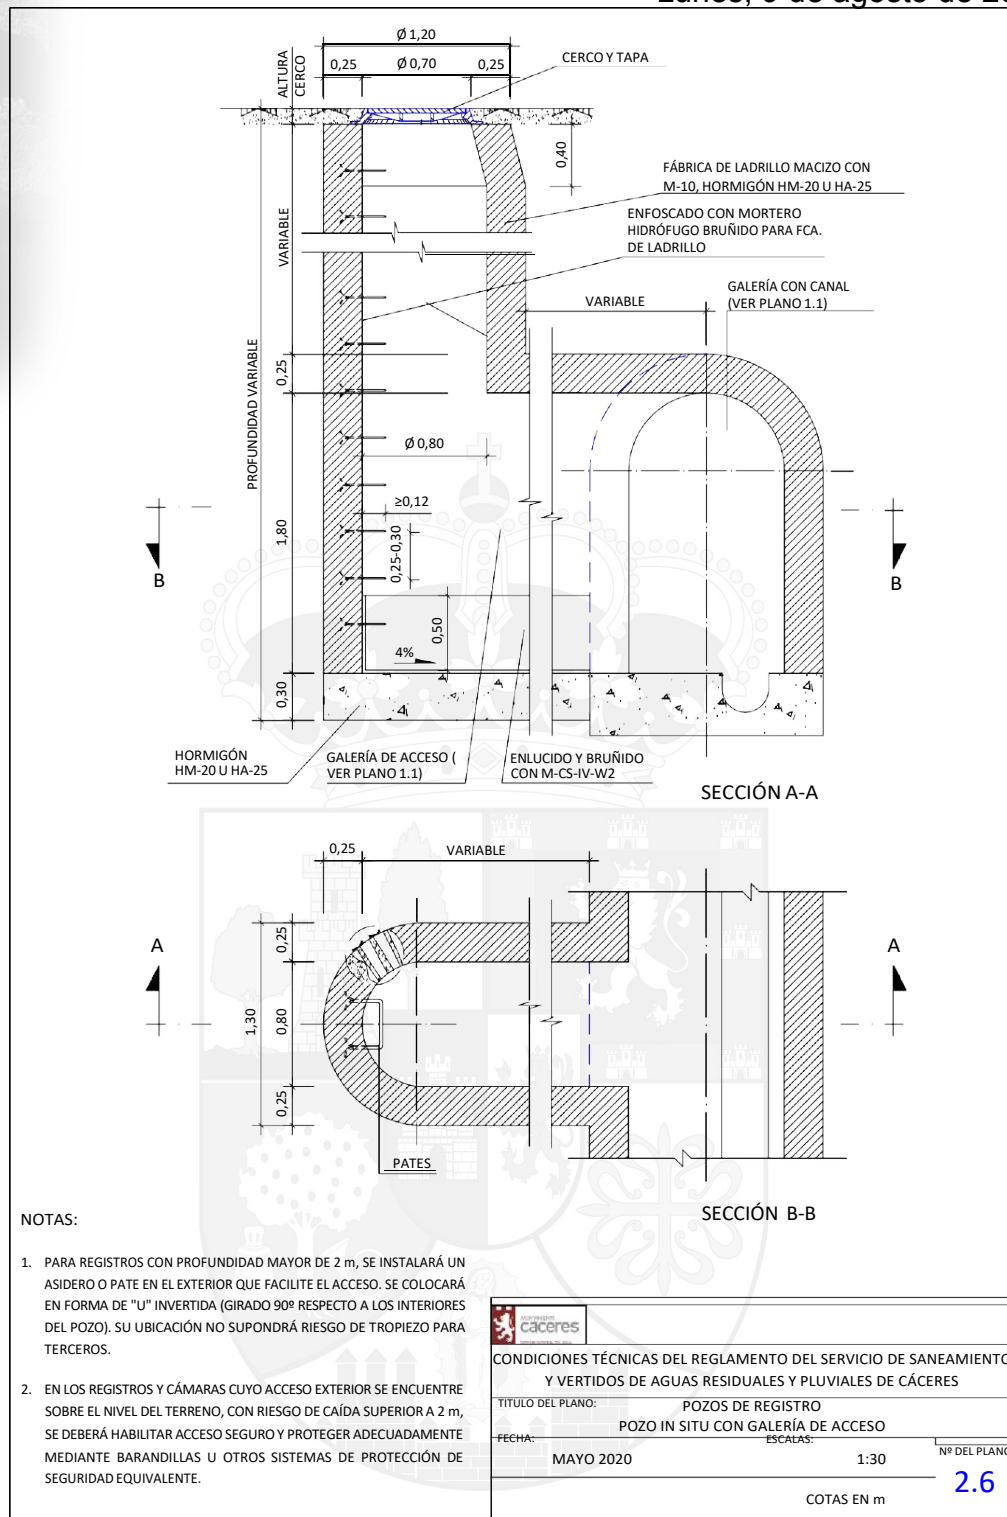 Ø 1,20
0,25
Ø 0,70
0,25
ALTURA
CERCO
CERCO Y TAPA
0,40
FÁBRICA DE LADRILLO MACIZO CON
M-10, HORMIGÓN HM-20 U HA-25
ENFOSCADO CON MORTERO
HIDRÓFUGO BRUÑIDO PARA FCA.
DE LADRILLO
VARIABLE
VARIABLE
GALERÍA CON CANAL
(VER PLANO 1.1)
0,25
PROFUNDIDAD VARIABLE
Ø 0,80
≥0,12
1,80
0,25-0,30
B
B
0,50
4%
0,30
HORMIGÓN
HM-20 U HA-25
GALERÍA DE ACCESO (
VER PLANO 1.1)
ENLUCIDO Y BRUÑIDO
CON M-CS-IV-W2
SECCIÓN A-A
0,25
VARIABLE
A
A
0,25
1,30
0,80
0,25
PATES
SECCIÓN B-B
NOTAS:
1. PARA REGISTROS CON PROFUNDIDAD MAYOR DE 2 m, SE INSTALARÁ UN
ASIDERO O PATE EN EL EXTERIOR QUE FACILITE EL ACCESO. SE COLOCARÁ
EN FORMA DE "U" INVERTIDA (GIRADO 90º RESPECTO A LOS INTERIORES
DEL POZO). SU UBICACIÓN NO SUPONDRÁ RIESGO DE TROPIEZO PARA
TERCEROS.
2. EN LOS REGISTROS Y CÁMARAS CUYO ACCESO EXTERIOR SE ENCUENTRE
SOBRE EL NIVEL DEL TERRENO, CON RIESGO DE CAÍDA SUPERIOR A 2 m,
SE DEBERÁ HABILITAR ACCESO SEGURO Y PROTEGER ADECUADAMENTE
MEDIANTE BARANDILLAS U OTROS SISTEMAS DE PROTECCIÓN DE
SEGURIDAD EQUIVALENTE.
cáceres
CONDICIONES TÉCNICAS DEL REGLAMENTO DEL SERVICIO DE SANEAMIENTO
Y VERTIDOS DE AGUAS RESIDUALES Y PLUVIALES DE CÁCERES
TITULO DEL PLANO:
POZOS DE REGISTRO
POZO IN SITU CON GALERÍA DE ACCESO
FECHA:
ESCALAS:
MAYO 2020
1:30
Nº DEL PLANO
2.6
COTAS EN m